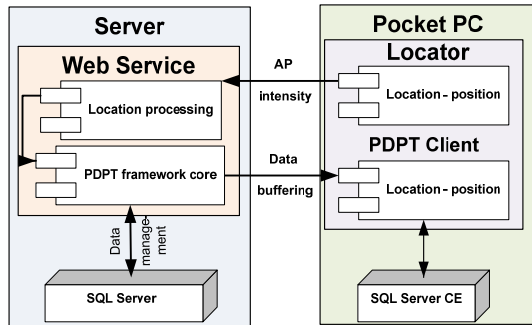 Server
Web Service
Location processing
PDPT framework core
Data
manage-
ment
SQL Server
AP
intensity
Data
buffering
Pocket PC
Locator
Location - position
PDPT Client
Location - position
SQL Server CE